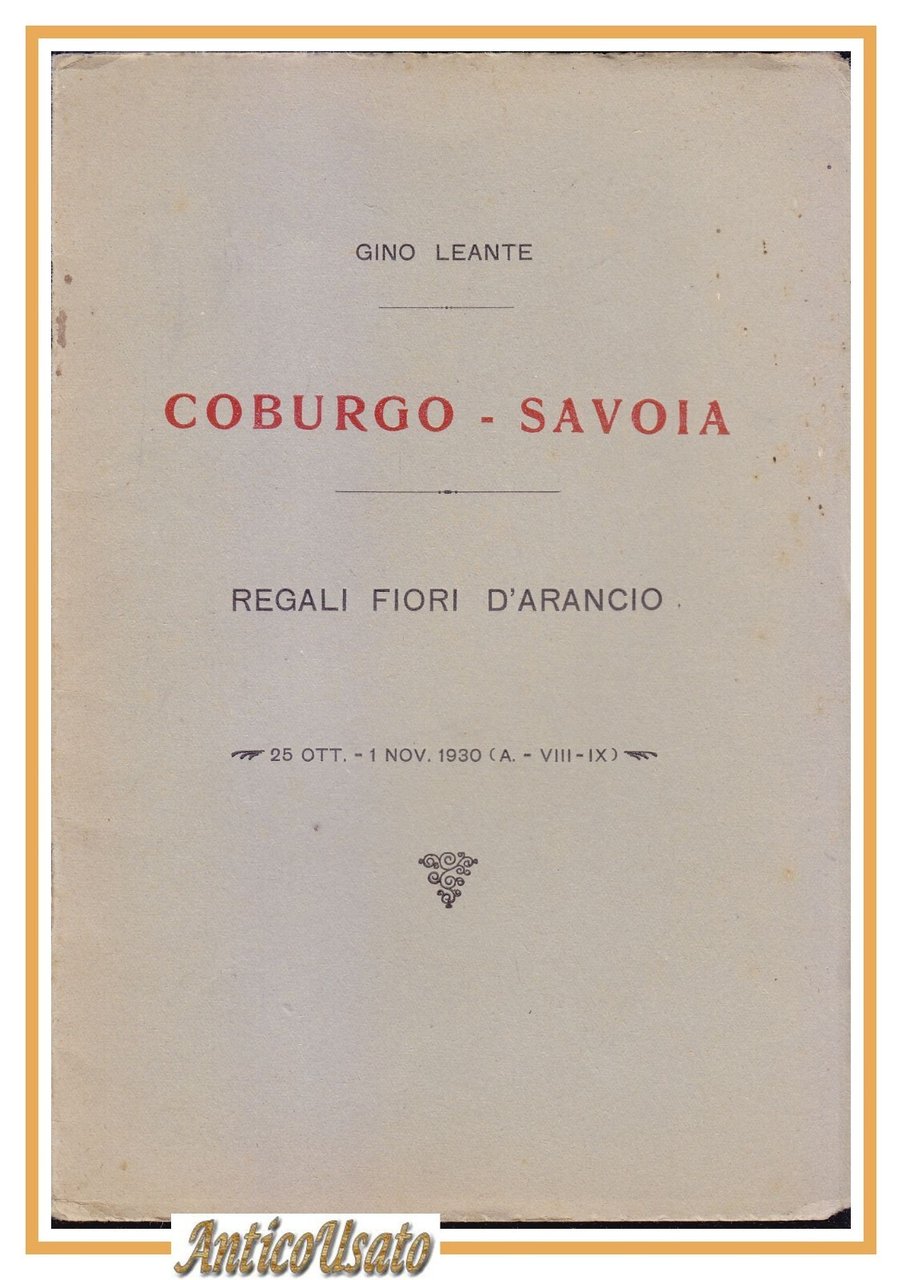 GINO LEANTE
COBURGO - SAVOIA
REGALI FIORI D'ARANCIO
25 OTT. - 1 NOV. 1930 (A. - VIII-IX)
AnticoUsato